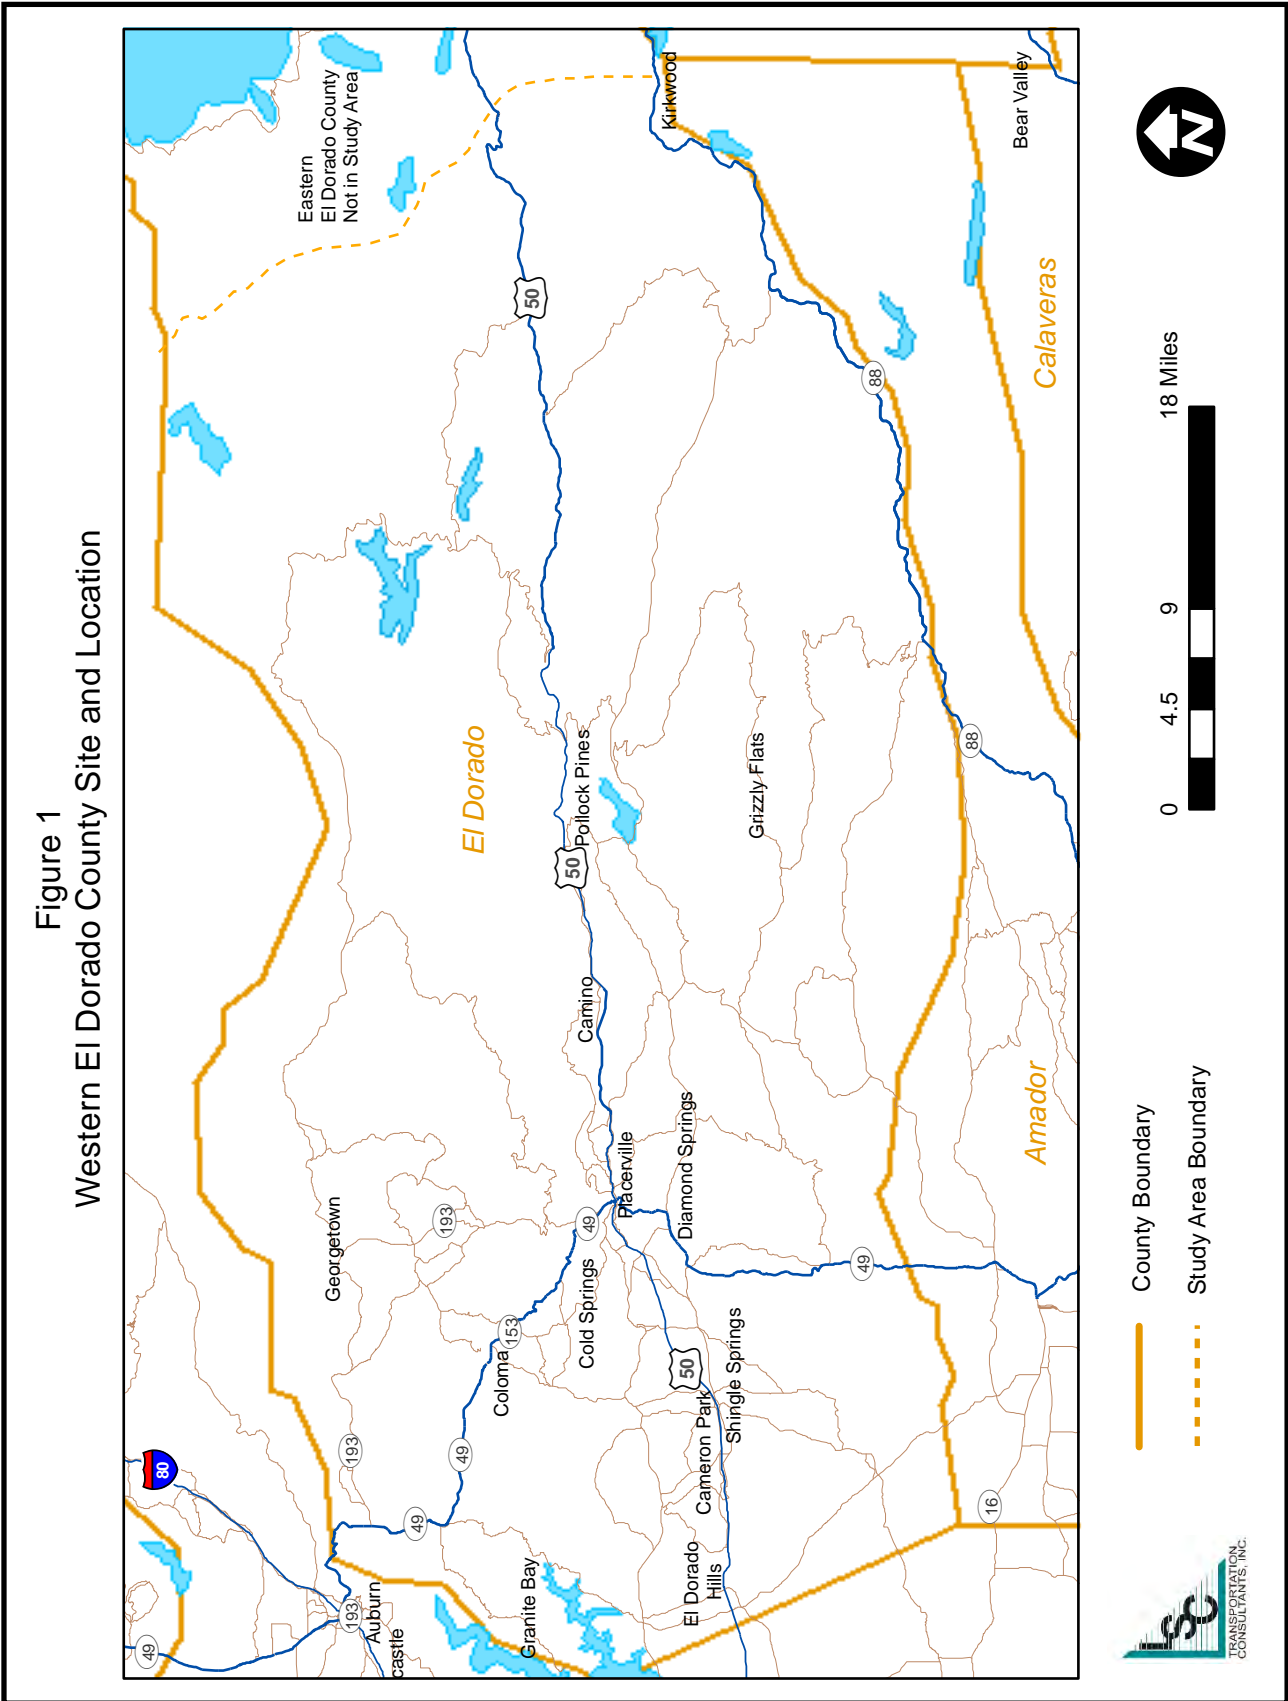 Figure 1
Western El Dorado County Site and Location
Eastern
El Dorado County
Not in Study Area
80
49
193
Auburn
castle
193
49
49
Georgetown
193
Coloma
153
Cold Springs
49
Granite Bay
El Dorado
Hills
Cameron Park
50
Shingle Springs
Placerville
Diamond Springs
49
Camino
50
Pollock Pines
El Dorado
50
Grizzly Flats
Kirkwood
Bear Valley
88
88
16
Amador
Calaveras
County Boundary
Study Area Boundary
0
4.5
9
18 Miles
N
LSC
TRANSPORTATION
CONSULTANTS, INC.